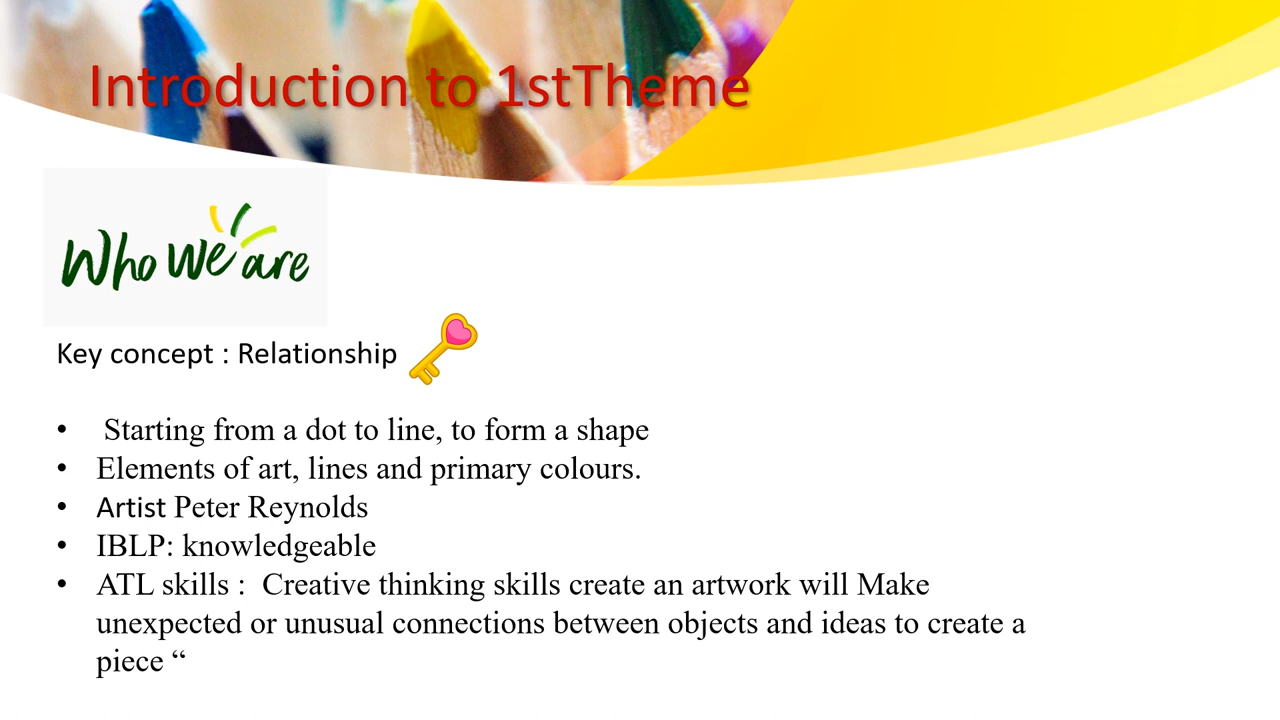 Introduction to 1stTheme
Who we are
Key concept : Relationship
• Starting from a dot to line, to form a shape
• Elements of art, lines and primary colours.
• Artist Peter Reynolds
• IBLP: knowledgeable
• ATL skills :  Creative thinking skills create an artwork will Make
unexpected or unusual connections between objects and ideas to create a
piece “